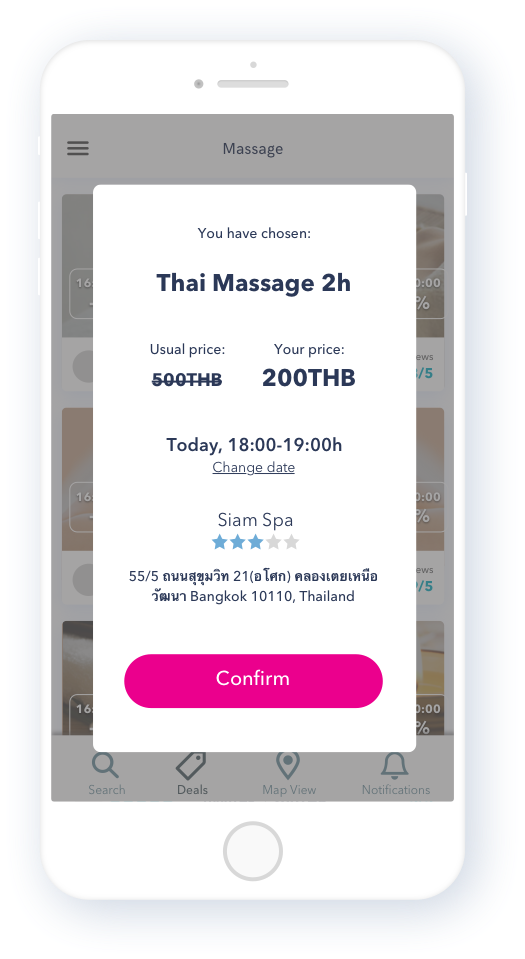 Massage
You have chosen:
Thai Massage 2h
Usual price: Your price:
500THB 200THB
Today, 18:00-19:00h
Change date
Siam Spa
55/5 ถนนสุขุมวิท 21(อโศก) คลองเตยเหนือ
วัฒนา Bangkok 10110, Thailand
Confirm
Search Deals Map View Notifications